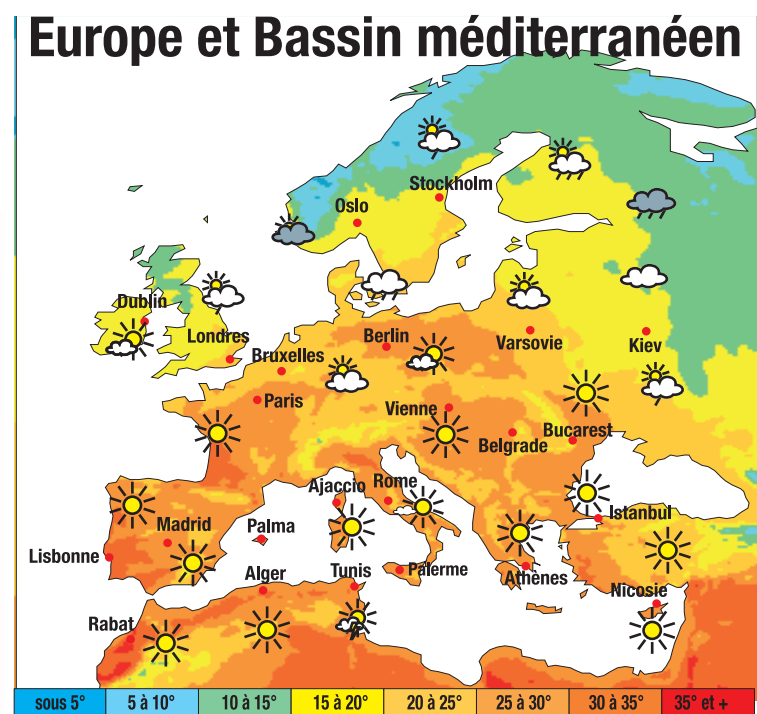 Europe et Bassin méditerranéen
Stockholm
Oslo
Dublin
Londres
Berlin
Varsovie
Kiev
Bruxelles
Paris
Vienne
Belgrade
Bucarest
Ajaccio
Rome
Madrid
Palma
Istanbul
Lisbonne
Alger
Tunis
Palerme
Athènes
Nicosie
Rabat
sous 5° 5 à 10° 10 à 15° 15 à 20° 20 à 25° 25 à 30° 30 à 35° 35° et +